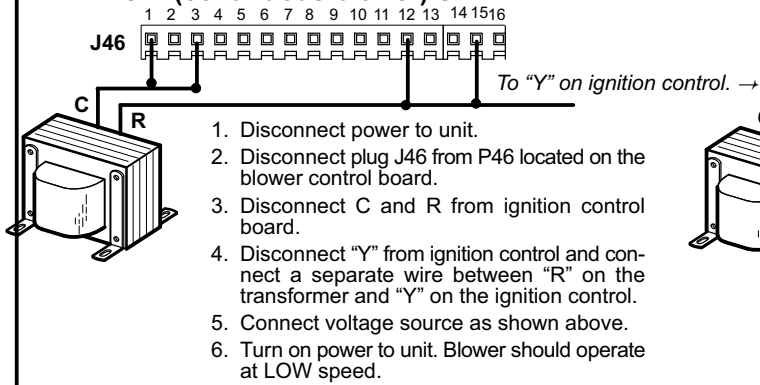 1 2 3 4 5 6 7 8 9 10 11 12 13 14 15 16
J46
To “Y” on ignition control. →
C
R
1. Disconnect power to unit.
2. Disconnect plug J46 from P46 located on the
blower control board.
3. Disconnect C and R from ignition control
board.
4. Disconnect “Y” from ignition control and con-
nect a separate wire between “R” on the
transformer and “Y” on the ignition control.
5. Connect voltage source as shown above.
6. Turn on power to unit. Blower should operate
at LOW speed.